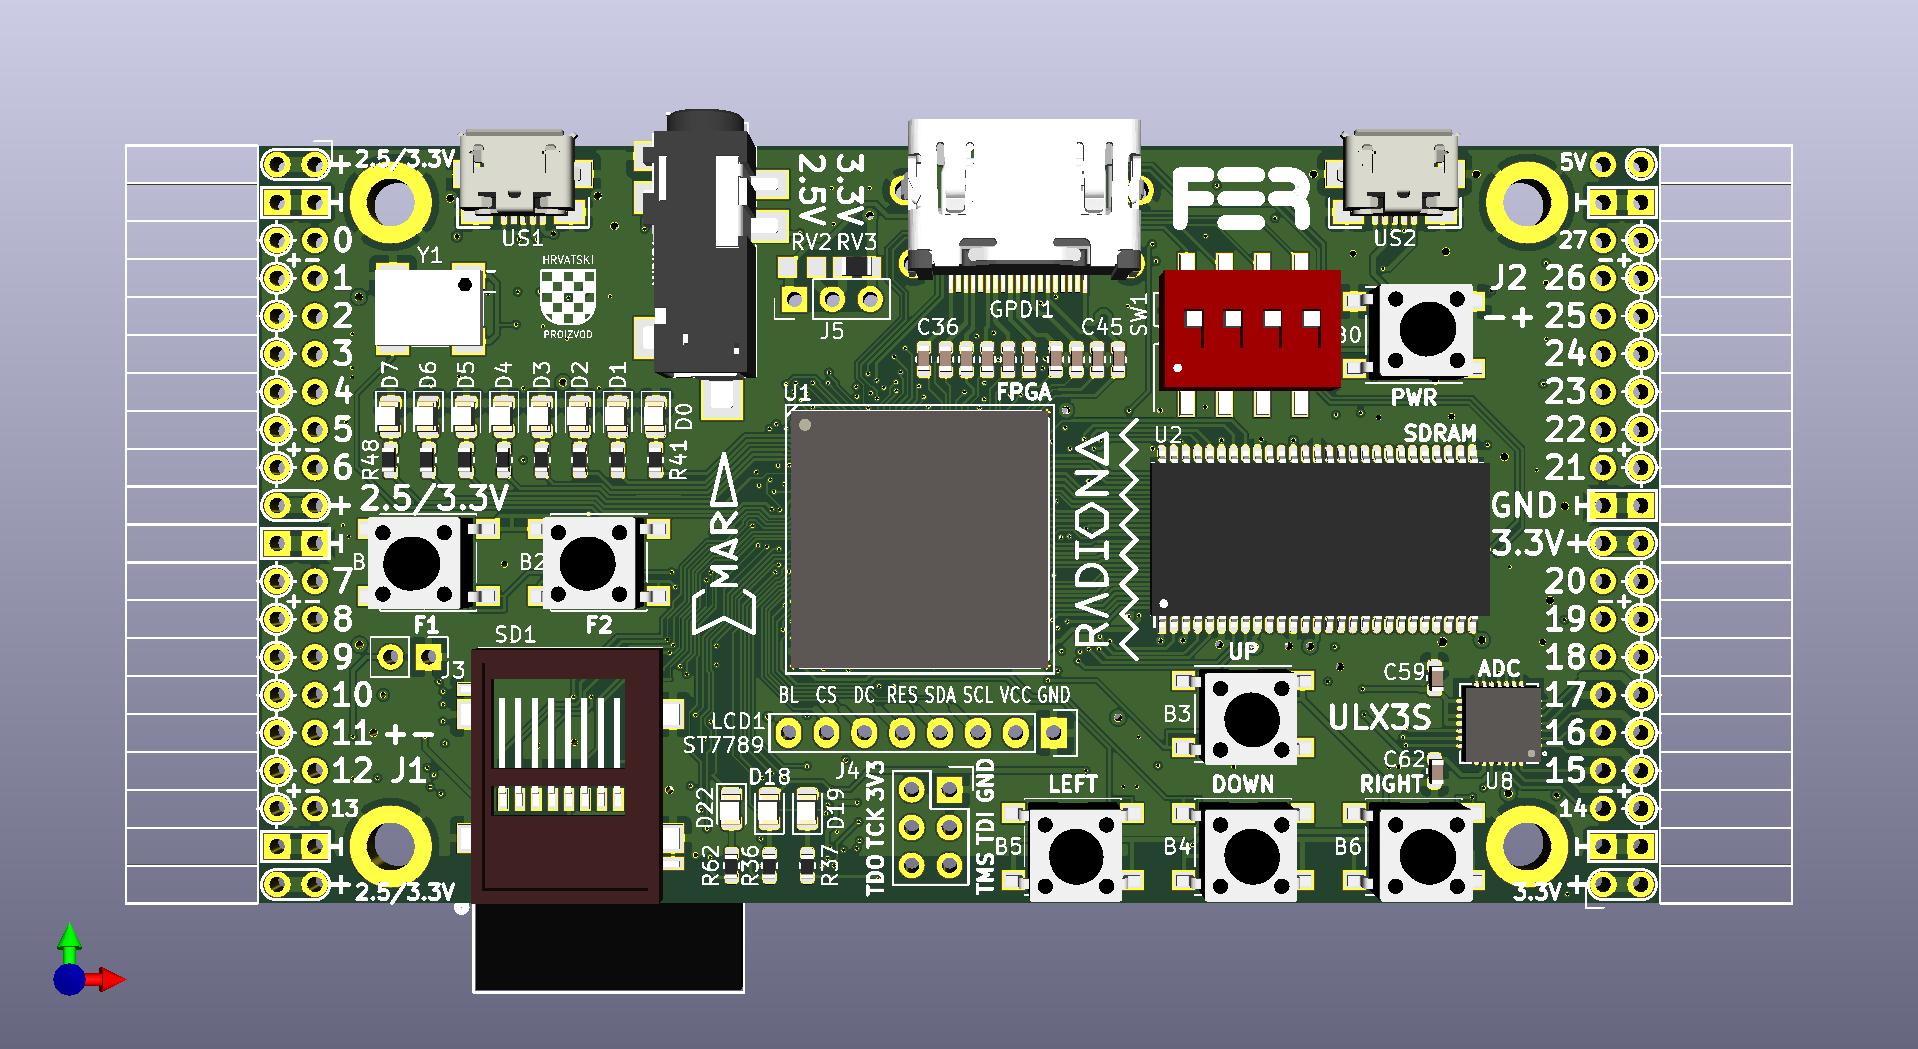 +2.5/3.3V
0
+-
1
2
3
4
5
+-
6
+
7
+-
8
9
10
11+-
12 J1
+-
13
+2.5/3.3V
US1
Y1
HRVATSKI
PROIZVOD
D7
D6
D5
D4
D3
D2
D1
D0
R48
R41
2.5/3.3V
B
B2
F1
F2
J3
SD1
2.5V
3.3V
RV2 RV3
J5
GPDI1
C36
C45
FPGA
U1
MAR
RADIONA
FER
SW1
B0
PWR
US2
U2
SDRAM
BL CS DC RES SDA SCL VCC GND
LCD1
ST7789
D22
D18
D19
R62
R36
R37
J4
TDO TCK 3V3
TMS TDI GND
UP
B3
LEFT
DOWN
RIGHT
B5
B4
B6
C59
ADC
ULX3S
C62
U8
5V
27
-+
J2 26
-+ 25
24
23
22
-+
21
GND
3.3V+
20
-+
19
18
17
16
15
-+
14
3.3V+